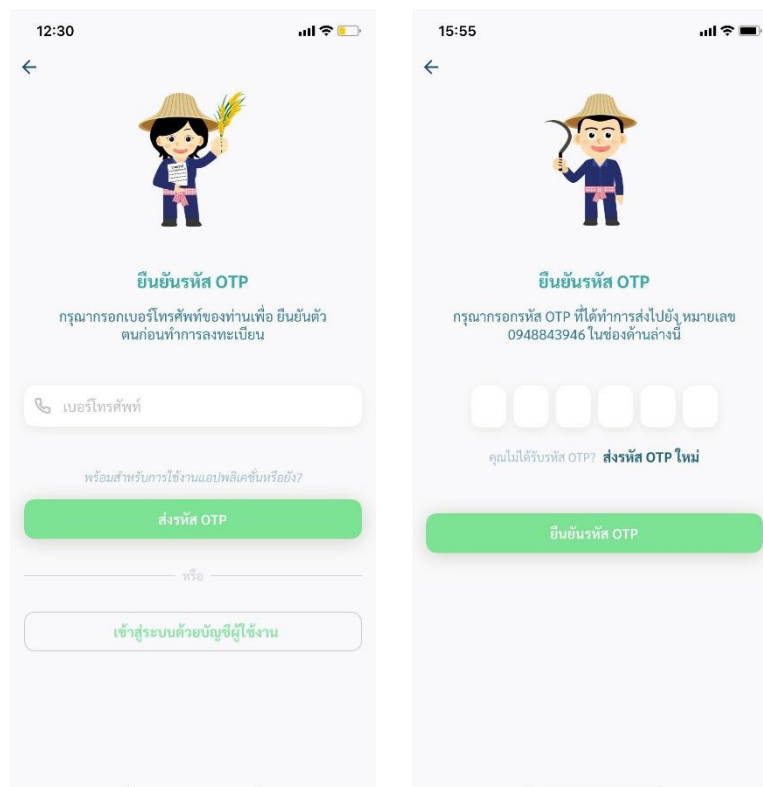 12:30
ยืนยันรหัส OTP
กรุณากรอกเบอร์โทรศัพท์ของท่านเพื่อ ยืนยันตัว
ตนก่อนทำการลงทะเบียน
เบอร์โทรศัพท์
พร้อมสำหรับการใช้งานแอปพลิเคชั่นหรือยัง?
ส่งรหัส OTP
หรือ
เข้าสู่ระบบด้วยบัญชีผู้ใช้งาน
15:55
ยืนยันรหัส OTP
กรุณากรอกรหัส OTP ที่ได้ทำการส่งไปยัง หมายเลข
0948843946 ในช่องด้านล่างนี้
คุณไม่ได้รับรหัส OTP? ส่งรหัส OTP ใหม่
ยืนยันรหัส OTP